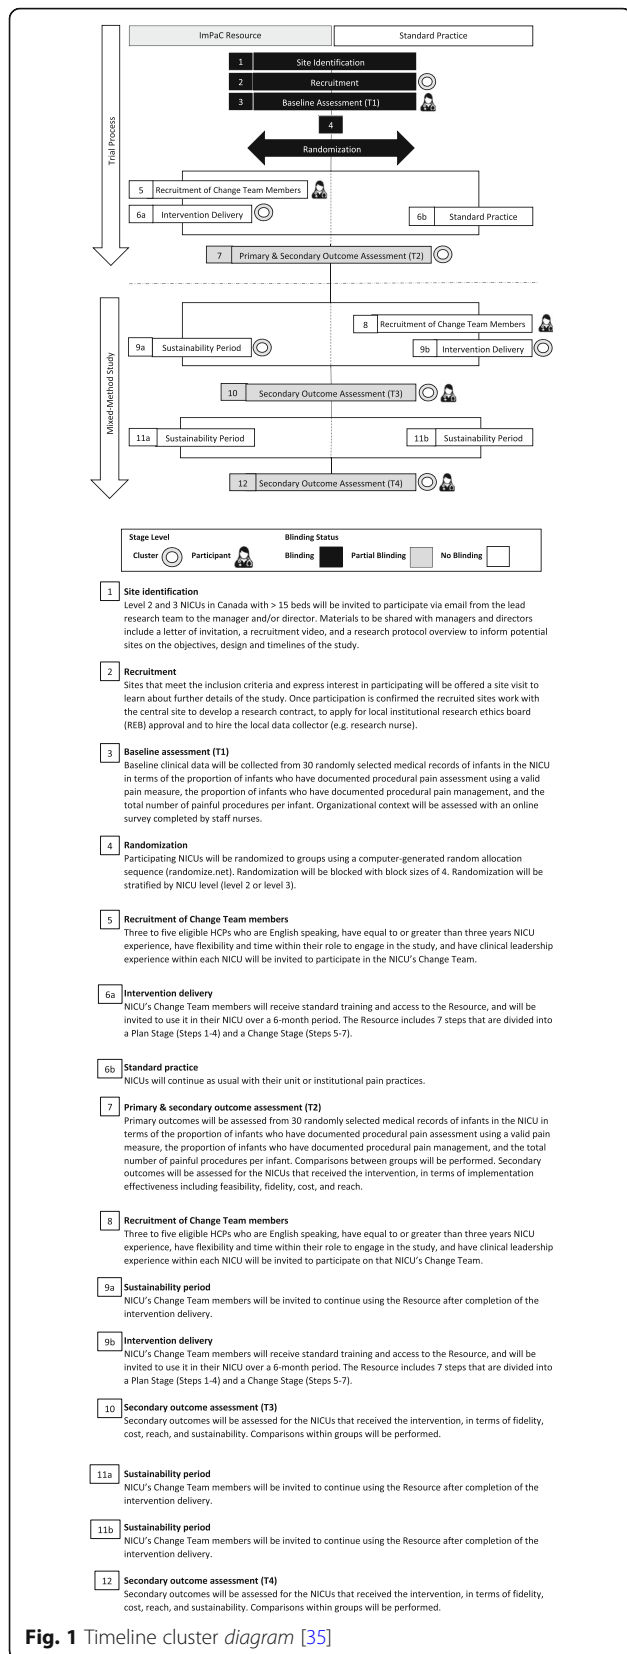 ImPaC Resource
Standard Practice
1 Site Identification
2 Recruitment
3 Baseline Assessment (T1)
4
Randomization
Trial Process
5 Recruitment of Change Team Members
6a Intervention Delivery
6b Standard Practice
7 Primary & Secondary Outcome Assessment (T2)
Mixed-Method Study
8 Recruitment of Change Team Members
9a Sustainability Period
9b Intervention Delivery
10 Secondary Outcome Assessment (T3)
11a Sustainability Period
11b Sustainability Period
12 Secondary Outcome Assessment (T4)
Stage Level
Blinding Status
Cluster Participant Blinding Partial Blinding No Blinding
1 Site identification
Level 2 and 3 NICUs in Canada with > 15 beds will be invited to participate via email from the lead
research team to the manager and/or director. Materials to be shared with managers and directors
include a letter of invitation, a recruitment video, and a research protocol overview to inform potential
sites on the objectives, design and timelines of the study.
2 Recruitment
Sites that meet the inclusion criteria and express interest in participating will be offered a site visit to
learn about further details of the study. Once participation is confirmed the recruited sites work with
the central site to develop a research contract, to apply for local institutional research ethics board
(REB) approval and to hire the local data collector (e.g. research nurse).
3 Baseline assessment (T1)
Baseline clinical data will be collected from 30 randomly selected medical records of infants in the NICU
in terms of the proportion of infants who have documented procedural pain assessment using a valid
pain measure, the proportion of infants who have documented procedural pain management, and the
total number of painful procedures per infant. Organizational context will be assessed with an online
survey completed by staff nurses.
4 Randomization
Participating NICUs will be randomized to groups using a computer-generated random allocation
sequence (randomize.net). Randomization will be blocked with block sizes of 4. Randomization will be
stratified by NICU level (level 2 or level 3).
5 Recruitment of Change Team members
Three to five eligible HCPs who are English speaking, have equal to or greater than three years NICU
experience, have flexibility and time within their role to engage in the study, and have clinical leadership
experience within each NICU will be invited to participate in the NICU's Change Team.
6a Intervention delivery
NICU's Change Team members will receive standard training and access to the Resource, and will be
invited to use it in their NICU over a 6-month period. The Resource includes 7 steps that are divided into
a Plan Stage (Steps 1-4) and a Change Stage (Steps 5-7).
6b Standard practice
NICUs will continue as usual with their unit or institutional pain practices.
7 Primary & secondary outcome assessment (T2)
Primary outcomes will be assessed from 30 randomly selected medical records of infants in the NICU in
terms of the proportion of infants who have documented procedural pain assessment using a valid pain
measure, the proportion of infants who have documented procedural pain management, and the total
number of painful procedures per infant. Comparisons between groups will be performed. Secondary
outcomes will be assessed for the NICUs that received the intervention, in terms of implementation
effectiveness including feasibility, fidelity, cost, and reach.
8 Recruitment of Change Team members
Three to five eligible HCPs who are English speaking, have equal to or greater than three years NICU
experience, have flexibility and time within their role to engage in the study, and have clinical leadership
experience within each NICU will be invited to participate on that NICU's Change Team.
9a Sustainability period
NICU's Change Team members will be invited to continue using the Resource after completion of the
intervention delivery.
9b Intervention delivery
NICU's Change Team members will receive standard training and access to the Resource, and will be
invited to use it in their NICU over a 6-month period. The Resource includes 7 steps that are divided into
a Plan Stage (Steps 1-4) and a Change Stage (Steps 5-7).
10 Secondary outcome assessment (T3)
Secondary outcomes will be assessed for the NICUs that received the intervention, in terms of fidelity,
cost, reach, and sustainability. Comparisons within groups will be performed.
11a Sustainability period
NICU's Change Team members will be invited to continue using the Resource after completion of the
intervention delivery.
11b Sustainability period
NICU's Change Team members will be invited to continue using the Resource after completion of the
intervention delivery.
12 Secondary outcome assessment (T4)
Secondary outcomes will be assessed for the NICUs that received the intervention, in terms of fidelity,
cost, reach, and sustainability. Comparisons within groups will be performed.
Fig. 1 Timeline cluster diagram [35]